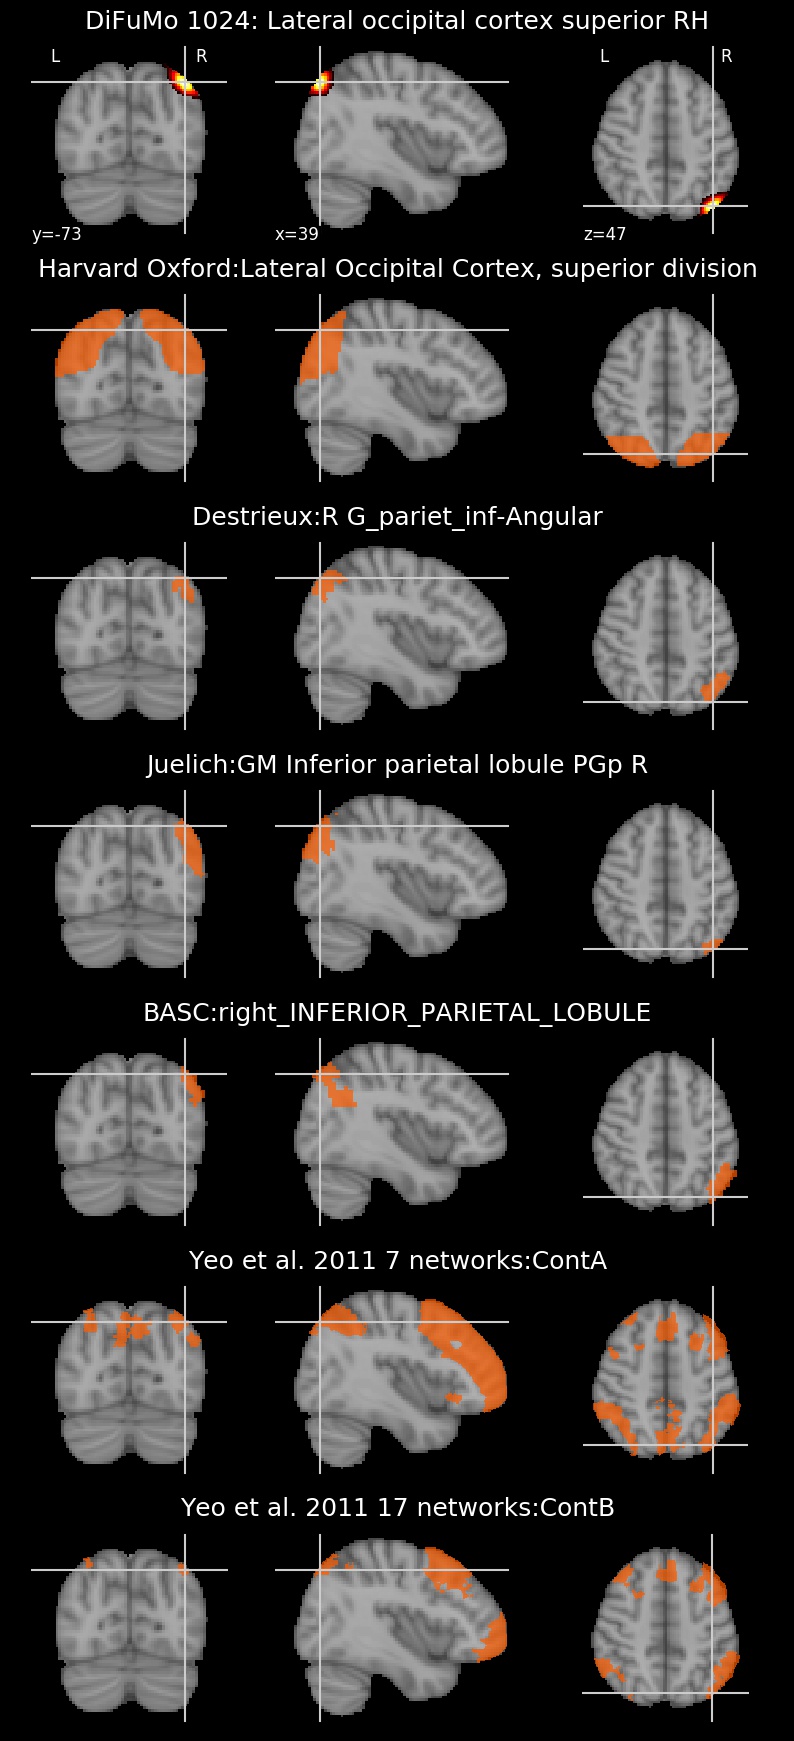 DiFuMo 1024: Lateral occipital cortex superior RH
L R L R
y=-73 x=39 z=47
Harvard Oxford:Lateral Occipital Cortex, superior division
Destrieux:R G_pariet_inf-Angular
Juelich:GM Inferior parietal lobule PGp R
BASC:right_INFERIOR_PARIETAL_LOBULE
Yeo et al. 2011 7 networks:ContA
Yeo et al. 2011 17 networks:ContB